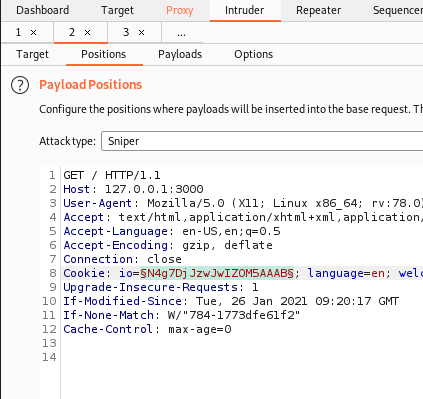 Dashboard Target Proxy Intruder Repeater Sequencer
1 × 2 × 3 × ...
Target Positions Payloads Options
? Payload Positions
Configure the positions where payloads will be inserted into the base request. Th
Attack type: Sniper
1 GET / HTTP/1.1
2 Host: 127.0.0.1:3000
3 User-Agent: Mozilla/5.0 (X11; Linux x86_64; rv:78.0)
4 Accept: text/html,application/xhtml+xml,application/
5 Accept-Language: en-US,en;q=0.5
6 Accept-Encoding: gzip, deflate
7 Connection: close
8 Cookie: io=§N4g7DjJzwJwIZOM5AAAB§; language=en; welc
9 Upgrade-Insecure-Requests: 1
10 If-Modified-Since: Tue, 26 Jan 2021 09:20:17 GMT
11 If-None-Match: W/"784-1773dfe61f2"
12 Cache-Control: max-age=0
13
14